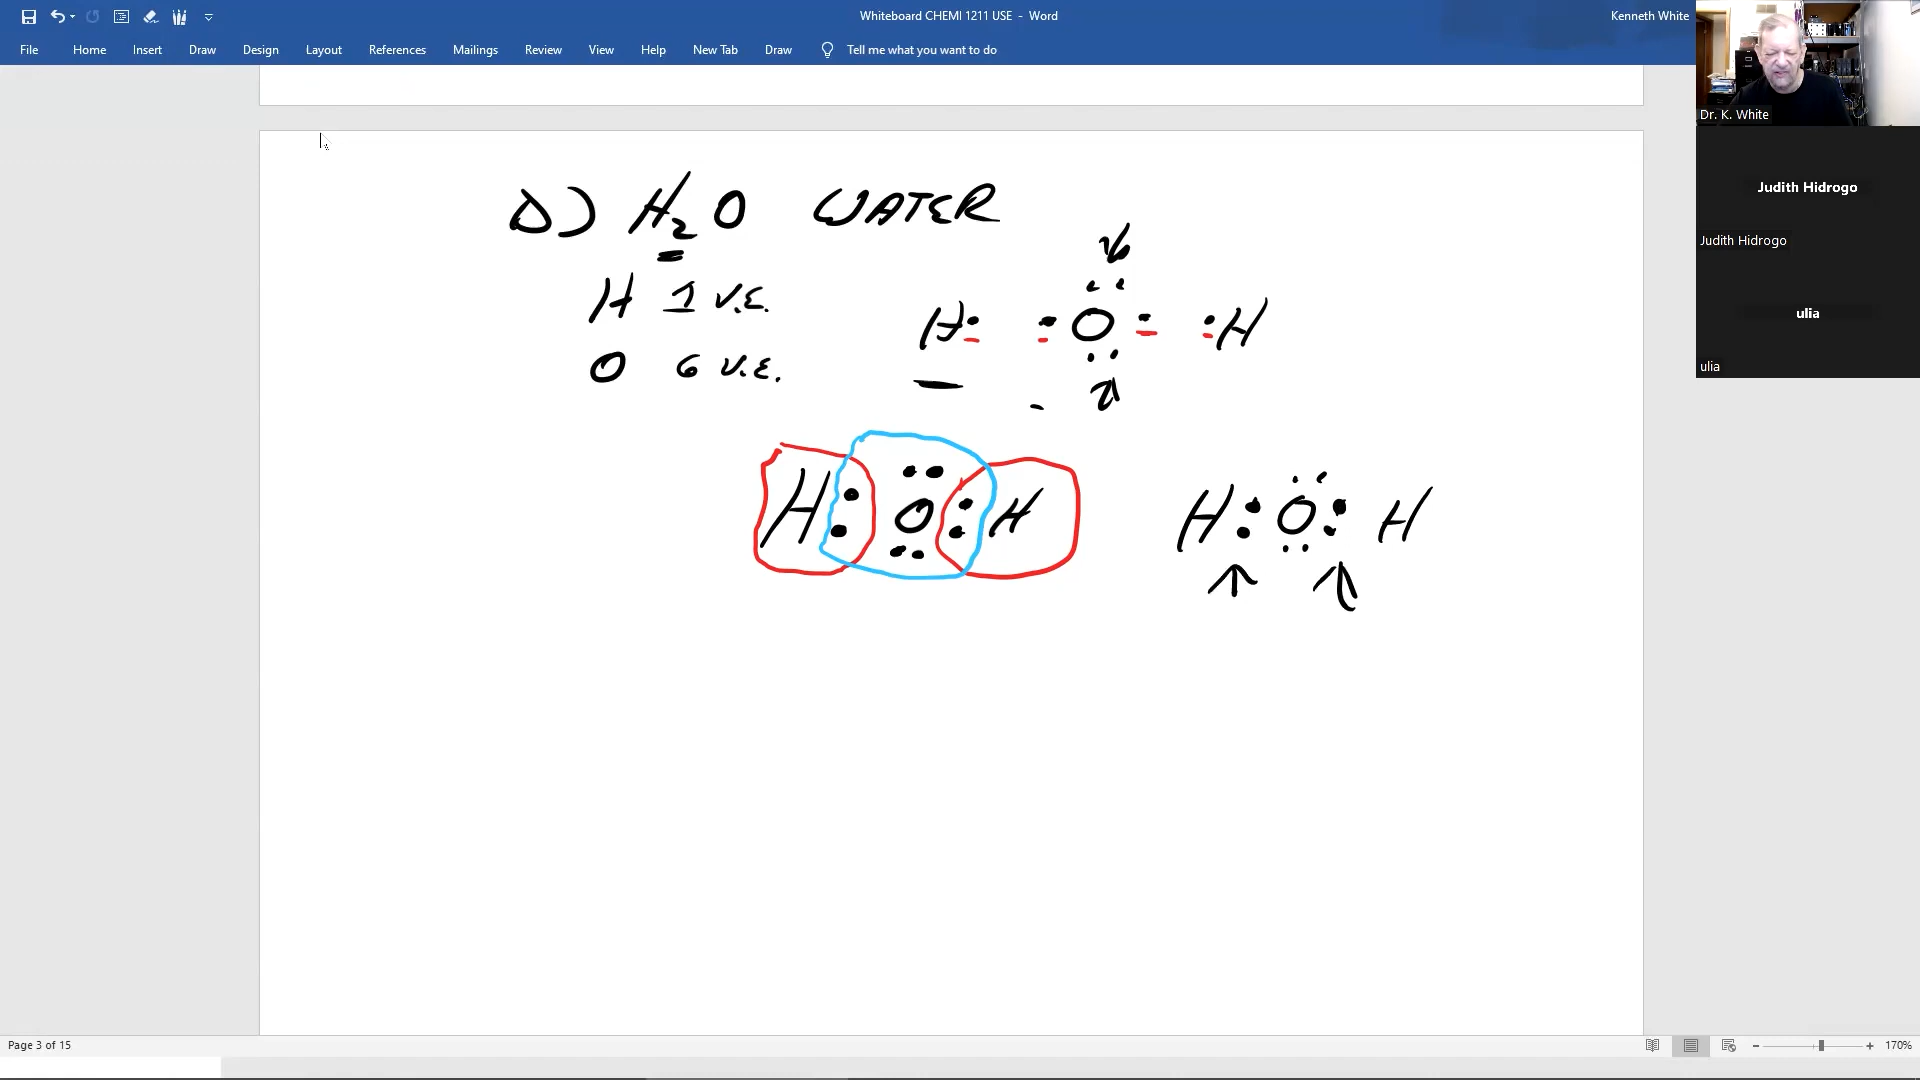 Whiteboard CHEMI 1211 USE - Word
Kenneth White
File Home Insert Draw Design Layout References Mailings Review View Help New Tab Draw Tell me what you want to do
Dr. K. White
Judith Hidrogo
Judith Hidrogo
ulia
ulia
D) H₂O WATER
H 1 V.E.
O 6 V.E.
H· ·O· ·H
H : O : H
H : O : H
Page 3 of 15
170%